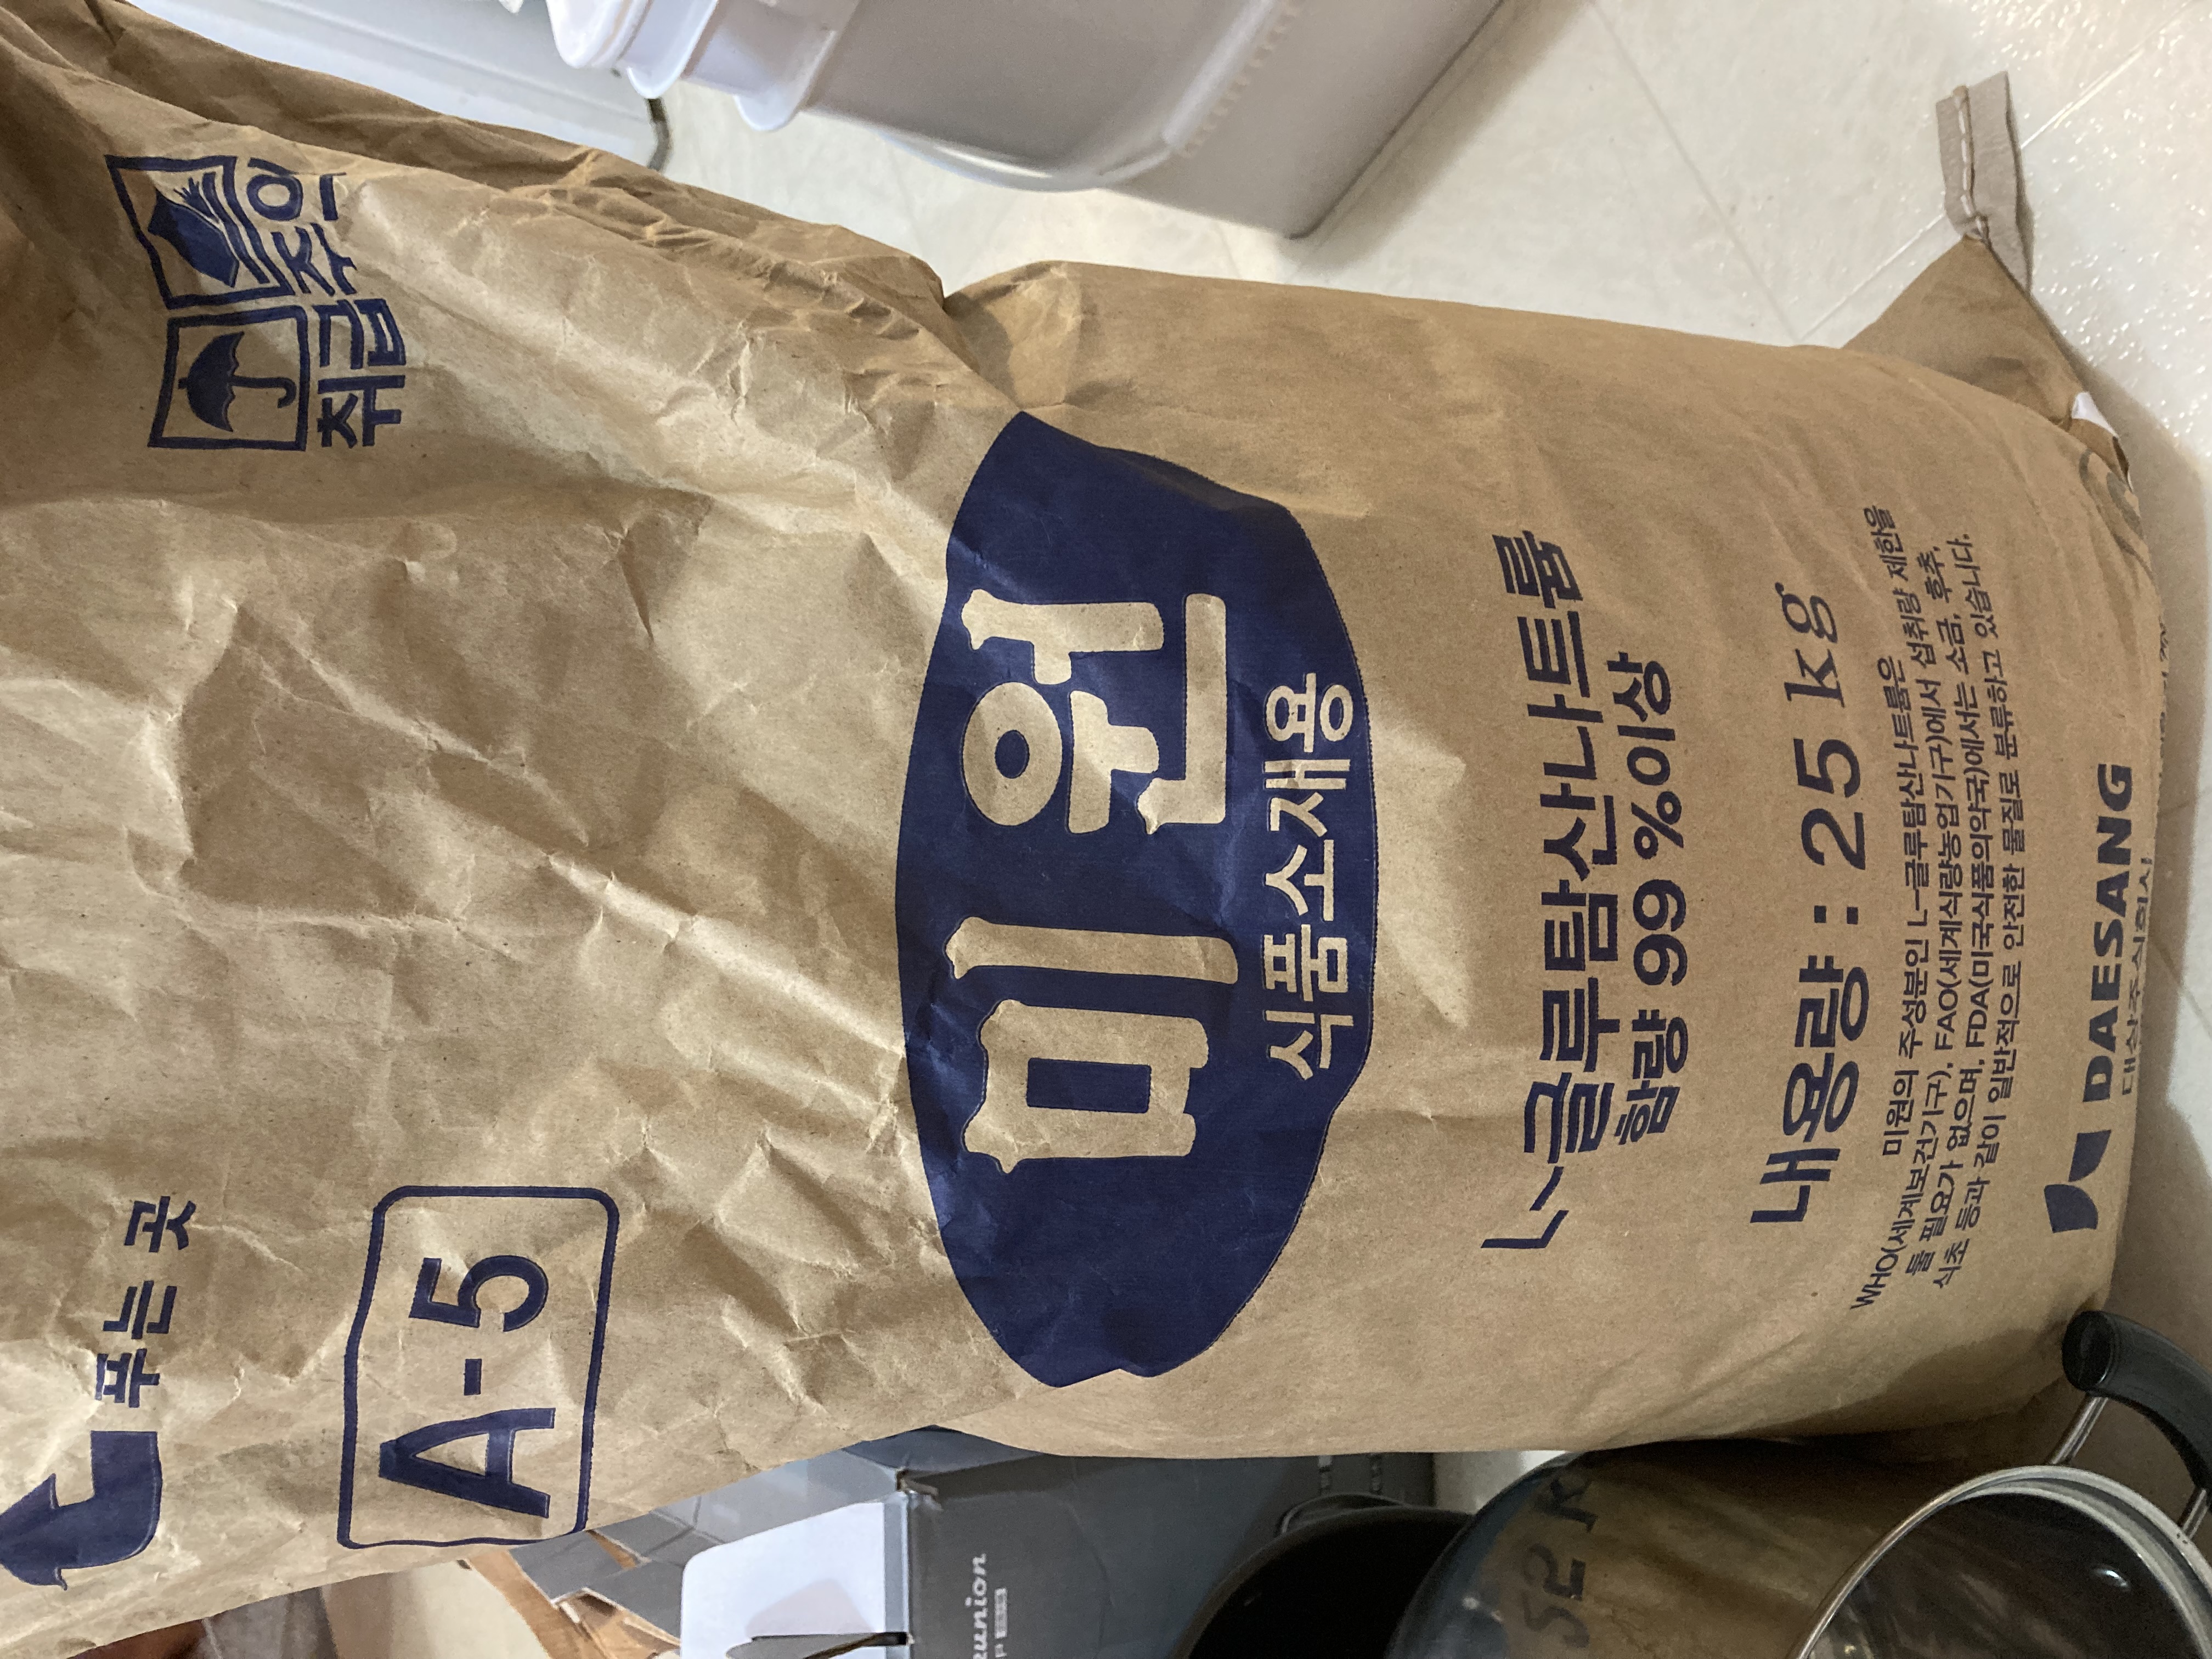 푸는 곳
취급주의
A-5
미원
식품소재용
L-글루탐산나트륨
함량 99 %이상
내용량 : 25 kg
미원의 주성분인 L-글루탐산나트륨은
WHO(세계보건기구), FAO(세계식량농업기구)에서 섭취량 제한을
둘 필요가 없으며, FDA(미국식품의약국)에서는 소금, 후추,
식초 등과 같이 일반적으로 안전한 물질로 분류하고 있습니다.
DAESANG
대상주식회사
union
52 K